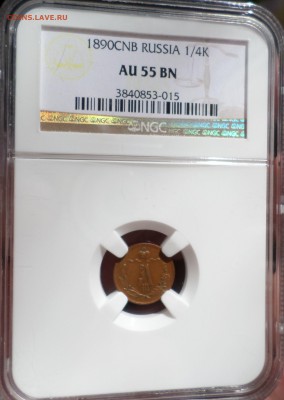 COINS.LAVE.RU
1890CNB RUSSIA 1/4K
AU 55 BN
3840853-015
NGC